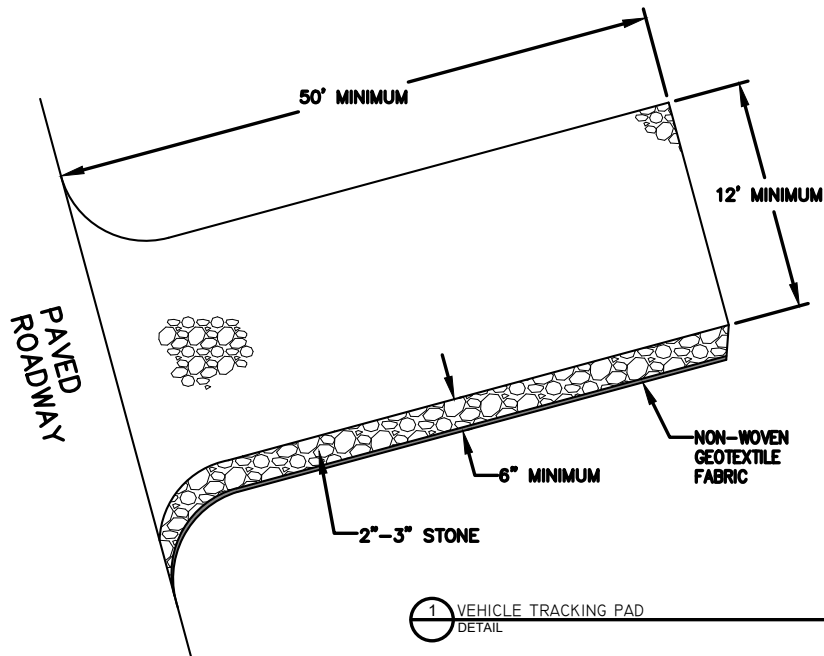 50' MINIMUM
12' MINIMUM
PAVED
ROADWAY
NON-WOVEN
GEOTEXTILE
FABRIC
6" MINIMUM
2"-3" STONE
1 VEHICLE TRACKING PAD
DETAIL